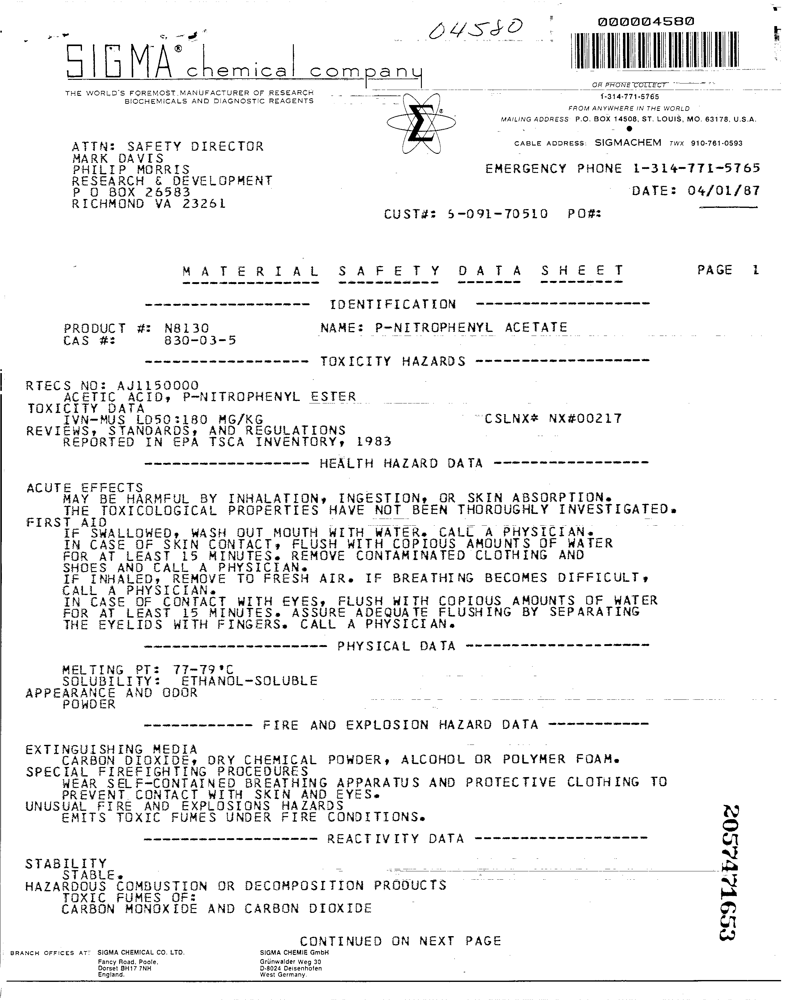 04580
000004580
SIGMA® chemical company
THE WORLD'S FOREMOST MANUFACTURER OF RESEARCH
BIOCHEMICALS AND DIAGNOSTIC REAGENTS
OR PHONE COLLECT
1-314-771-5765
FROM ANYWHERE IN THE WORLD
MAILING ADDRESS P.O. BOX 14508, ST. LOUIS, MO. 63178, U.S.A.
CABLE ADDRESS: SIGMACHEM TWX 910-761-0593
ATTN: SAFETY DIRECTOR
MARK DAVIS
PHILIP MORRIS
RESEARCH & DEVELOPMENT
P O BOX 26583
RICHMOND VA 23261
EMERGENCY PHONE 1-314-771-5765
DATE: 04/01/87
CUST#: 5-091-70510 PO#:
MATERIAL SAFETY DATA SHEET PAGE 1
------------------ IDENTIFICATION -------------------
PRODUCT #: N8130 NAME: P-NITROPHENYL ACETATE
CAS #: 830-03-5
------------------ TOXICITY HAZARDS -------------------
RTECS NO: AJ1150000
ACETIC ACID, P-NITROPHENYL ESTER
TOXICITY DATA
IVN-MUS LD50:180 MG/KG CSLNX* NX#00217
REVIEWS, STANDARDS, AND REGULATIONS
REPORTED IN EPA TSCA INVENTORY, 1983
------------------ HEALTH HAZARD DATA -----------------
ACUTE EFFECTS
MAY BE HARMFUL BY INHALATION, INGESTION, OR SKIN ABSORPTION.
THE TOXICOLOGICAL PROPERTIES HAVE NOT BEEN THOROUGHLY INVESTIGATED.
FIRST AID
IF SWALLOWED, WASH OUT MOUTH WITH WATER. CALL A PHYSICIAN.
IN CASE OF SKIN CONTACT, FLUSH WITH COPIOUS AMOUNTS OF WATER
FOR AT LEAST 15 MINUTES. REMOVE CONTAMINATED CLOTHING AND
SHOES AND CALL A PHYSICIAN.
IF INHALED, REMOVE TO FRESH AIR. IF BREATHING BECOMES DIFFICULT,
CALL A PHYSICIAN.
IN CASE OF CONTACT WITH EYES, FLUSH WITH COPIOUS AMOUNTS OF WATER
FOR AT LEAST 15 MINUTES. ASSURE ADEQUATE FLUSHING BY SEPARATING
THE EYELIDS WITH FINGERS. CALL A PHYSICIAN.
-------------------- PHYSICAL DATA --------------------
MELTING PT: 77-79'C
SOLUBILITY: ETHANOL-SOLUBLE
APPEARANCE AND ODOR
POWDER
------------ FIRE AND EXPLOSION HAZARD DATA -----------
EXTINGUISHING MEDIA
CARBON DIOXIDE, DRY CHEMICAL POWDER, ALCOHOL OR POLYMER FOAM.
SPECIAL FIREFIGHTING PROCEDURES
WEAR SELF-CONTAINED BREATHING APPARATUS AND PROTECTIVE CLOTHING TO
PREVENT CONTACT WITH SKIN AND EYES.
UNUSUAL FIRE AND EXPLOSIONS HAZARDS
EMITS TOXIC FUMES UNDER FIRE CONDITIONS.
------------------- REACTIVITY DATA -------------------
STABILITY
STABLE.
HAZARDOUS COMBUSTION OR DECOMPOSITION PRODUCTS
TOXIC FUMES OF:
CARBON MONOXIDE AND CARBON DIOXIDE
2057471653
CONTINUED ON NEXT PAGE
BRANCH OFFICES AT: SIGMA CHEMICAL CO. LTD. SIGMA CHEMIE GmbH
Fancy Road, Poole, Grünwalder Weg 30
Dorset BH17 7NH D-8024 Deisenhofen
England. West Germany.